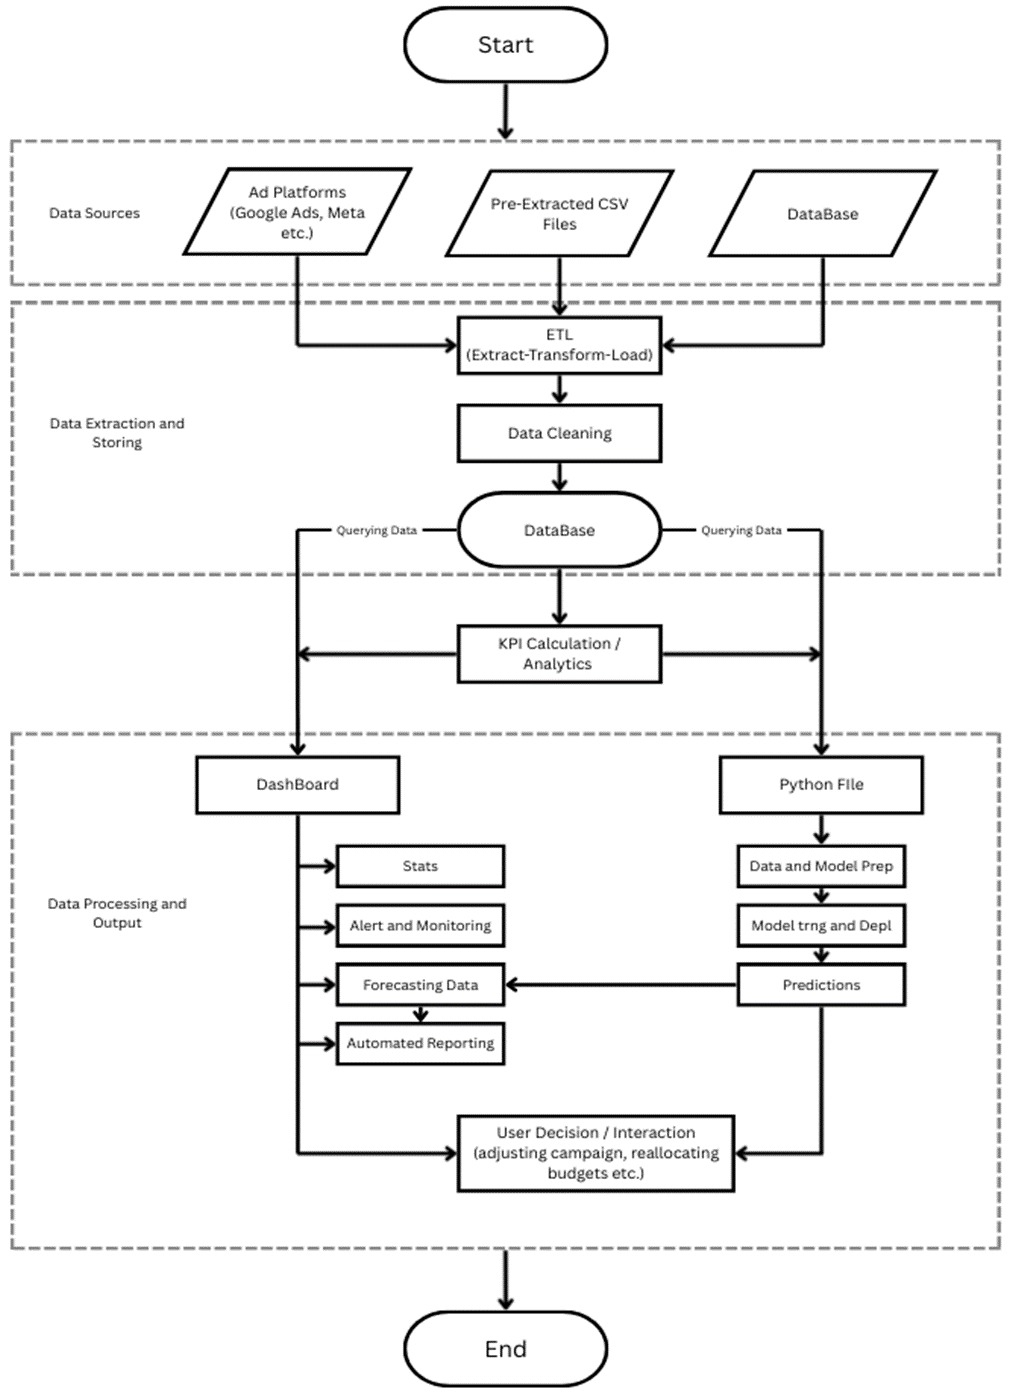 Start
Data Sources
Ad Platforms
(Google Ads, Meta
etc.)
Pre-Extracted CSV
Files
DataBase
ETL
(Extract-Transform-Load)
Data Extraction and
Storing
Data Cleaning
Querying Data
DataBase
Querying Data
KPI Calculation /
Analytics
DashBoard
Python FIle
Stats
Data and Model Prep
Data Processing and
Output
Alert and Monitoring
Model trng and Depl
Forecasting Data
Predictions
Automated Reporting
User Decision / Interaction
(adjusting campaign, reallocating
budgets etc.)
End